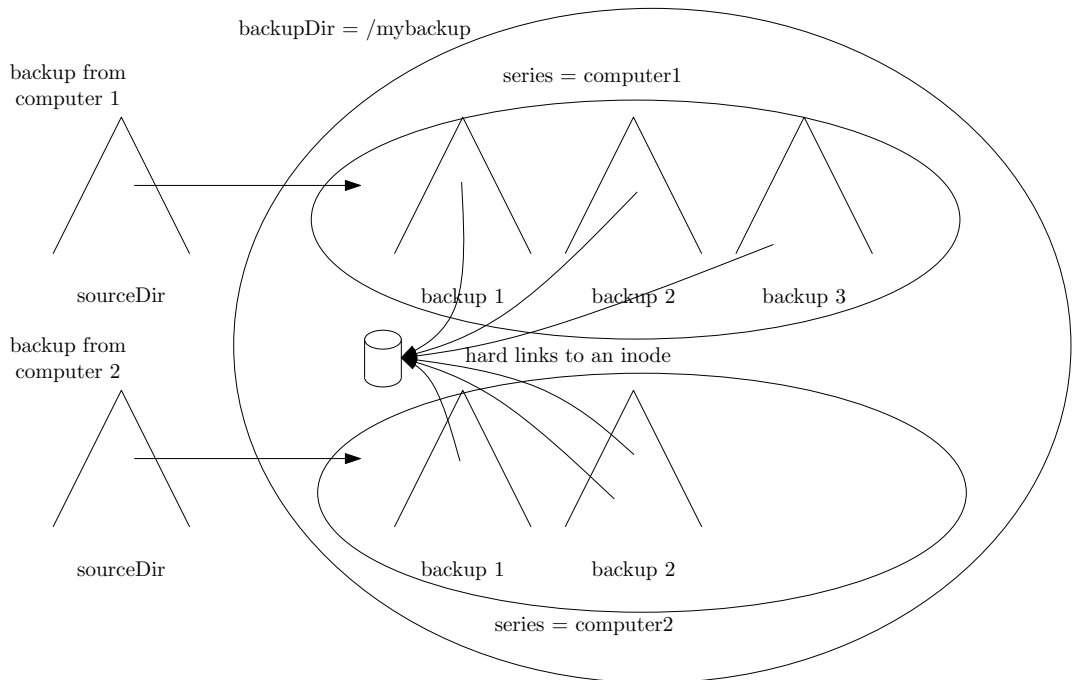 backupDir = /mybackup
backup from
computer 1
series = computer1
sourceDir
backup 1
backup 2
backup 3
backup from
computer 2
hard links to an inode
sourceDir
backup 1
backup 2
series = computer2